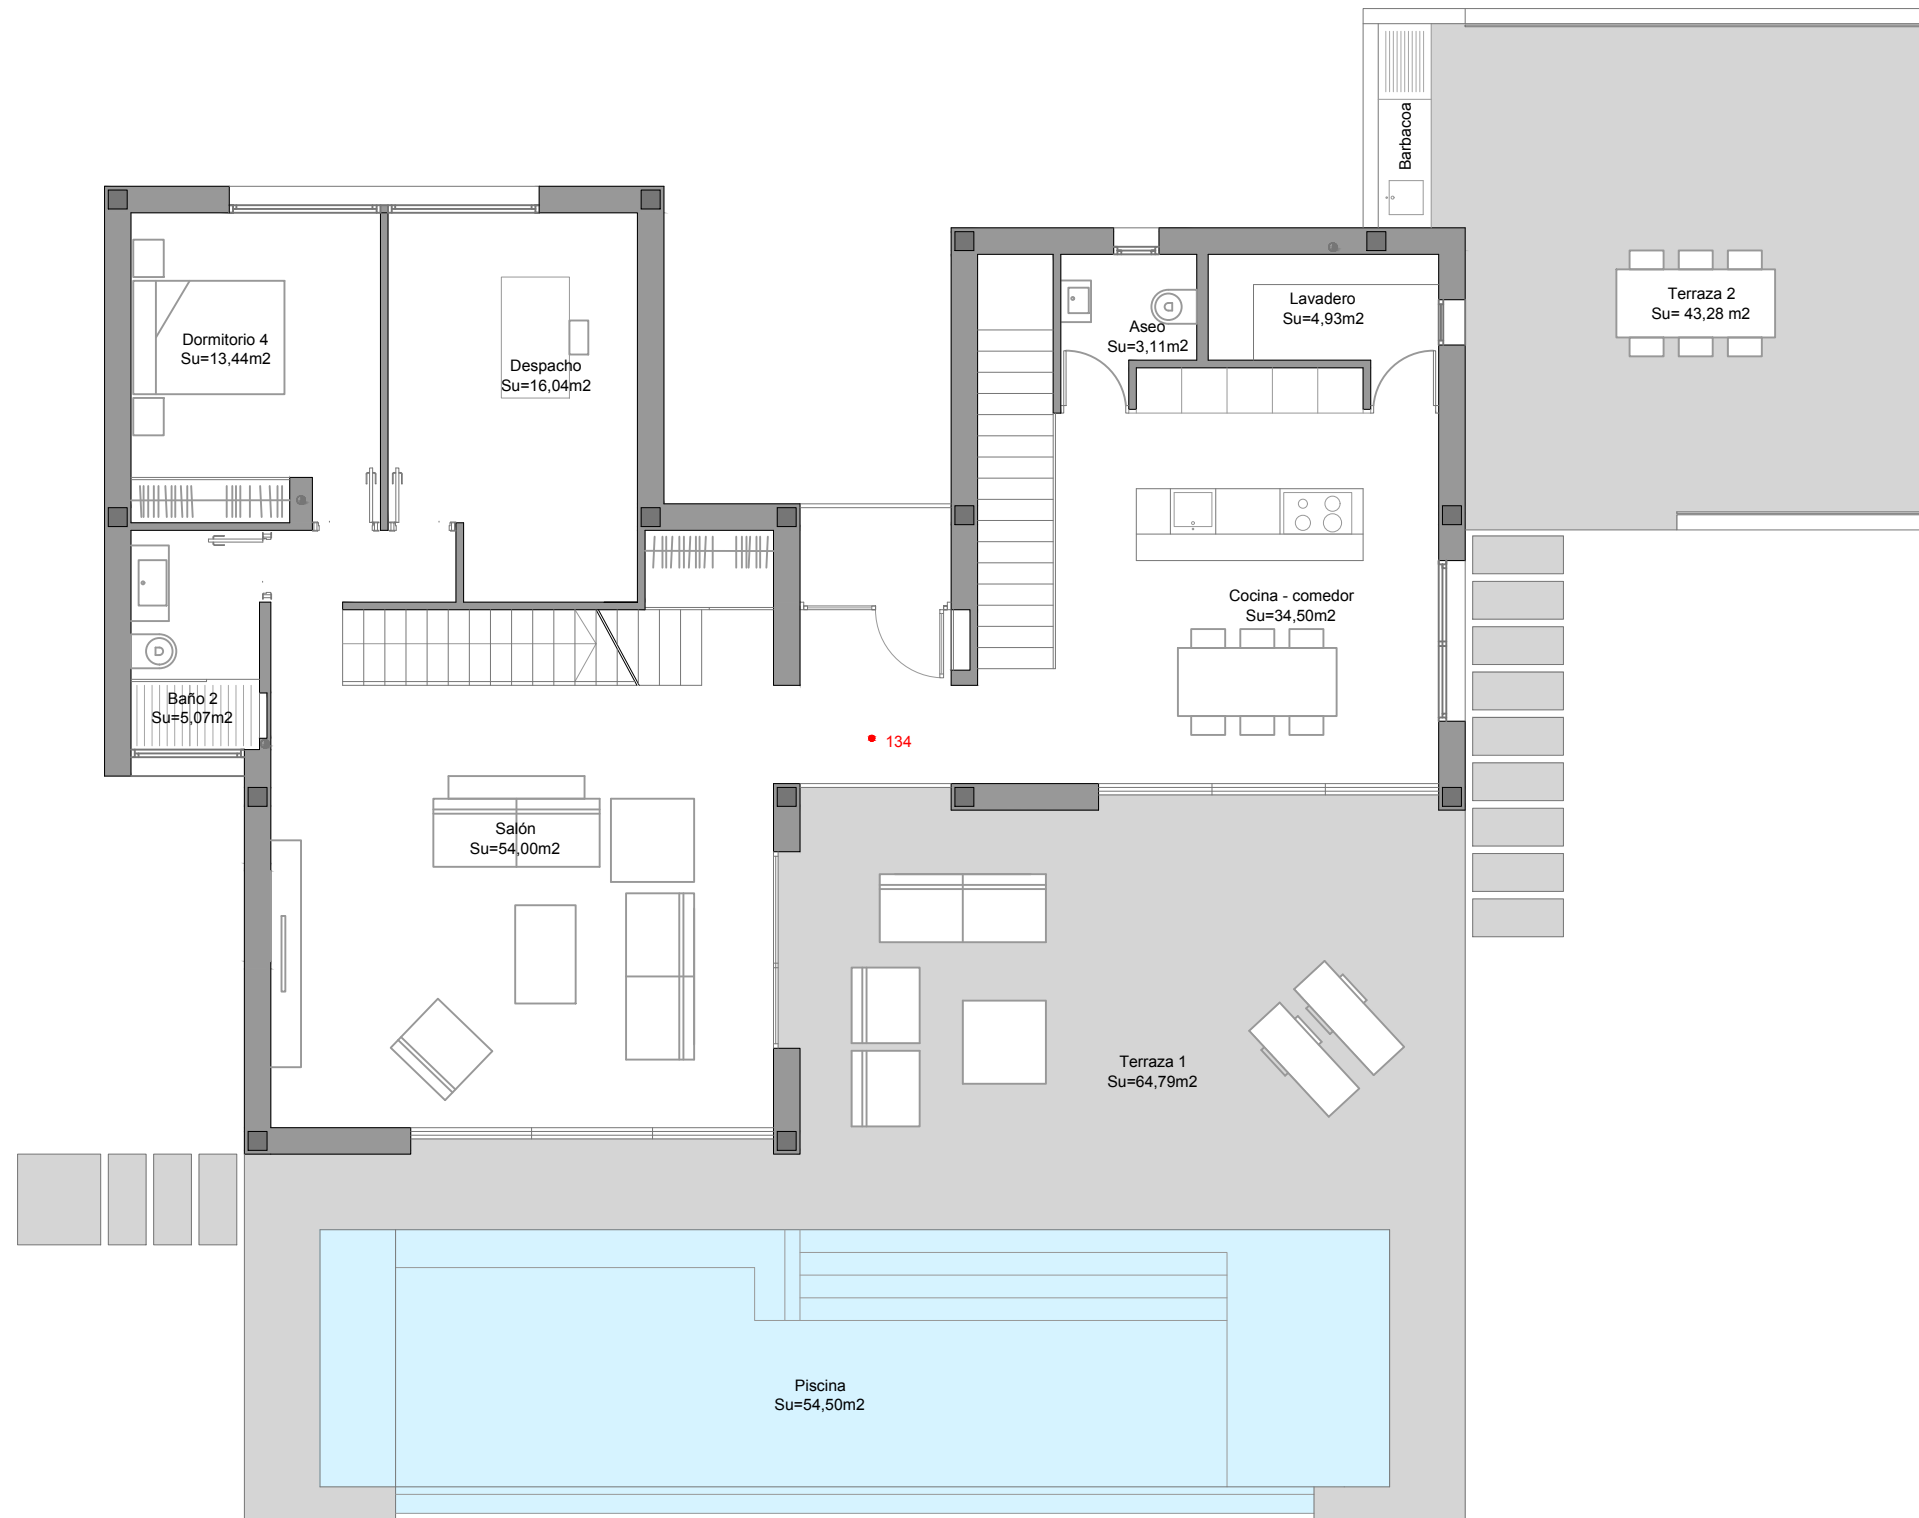 Barbacoa
Terraza 2
Su= 43,28 m2
Lavadero
Su=4,93m2
Aseo
Su=3,11m2
Dormitorio 4
Su=13,44m2
Despacho
Su=16,04m2
Cocina - comedor
Su=34,50m2
Baño 2
Su=5,07m2
134
Salón
Su=54,00m2
Terraza 1
Su=64,79m2
Piscina
Su=54,50m2